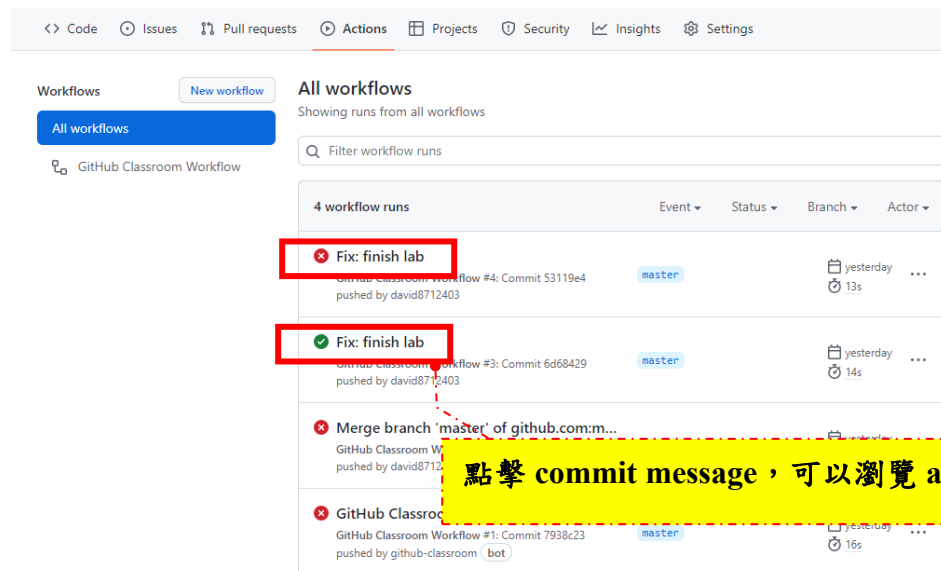 Code Issues Pull requests Actions Projects Security Insights Settings
Workflows New workflow
All workflows
GitHub Classroom Workflow
All workflows
Showing runs from all workflows
Filter workflow runs
4 workflow runs Event Status Branch Actor
Fix: finish lab
GitHub Classroom Workflow #4: Commit 53119e4
pushed by david8712403
master
yesterday
13s
Fix: finish lab
GitHub Classroom Workflow #3: Commit 6d68429
pushed by david8712403
master
yesterday
14s
Merge branch 'master' of github.com:m...
GitHub Classroom W
pushed by david8712
yesterday
點擊 commit message，可以瀏覽 a
GitHub Classroo
GitHub Classroom Workflow #1: Commit 7938c23
pushed by github-classroom bot
master
yesterday
16s